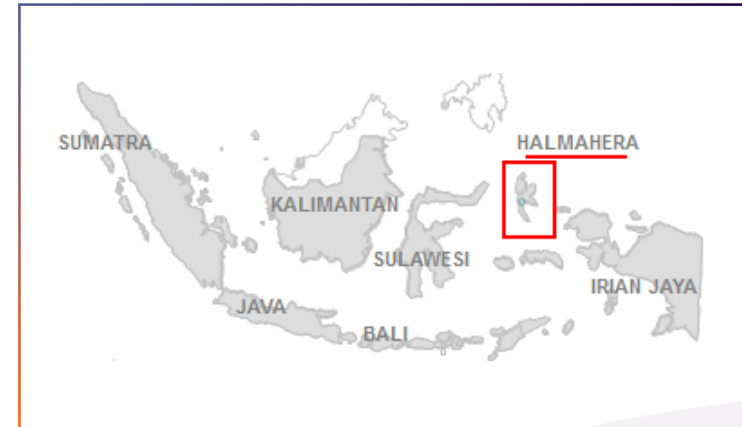 SUMATRA
HALMAHERA
KALIMANTAN
SULAWESI
IRIAN JAYA
JAVA
BALI